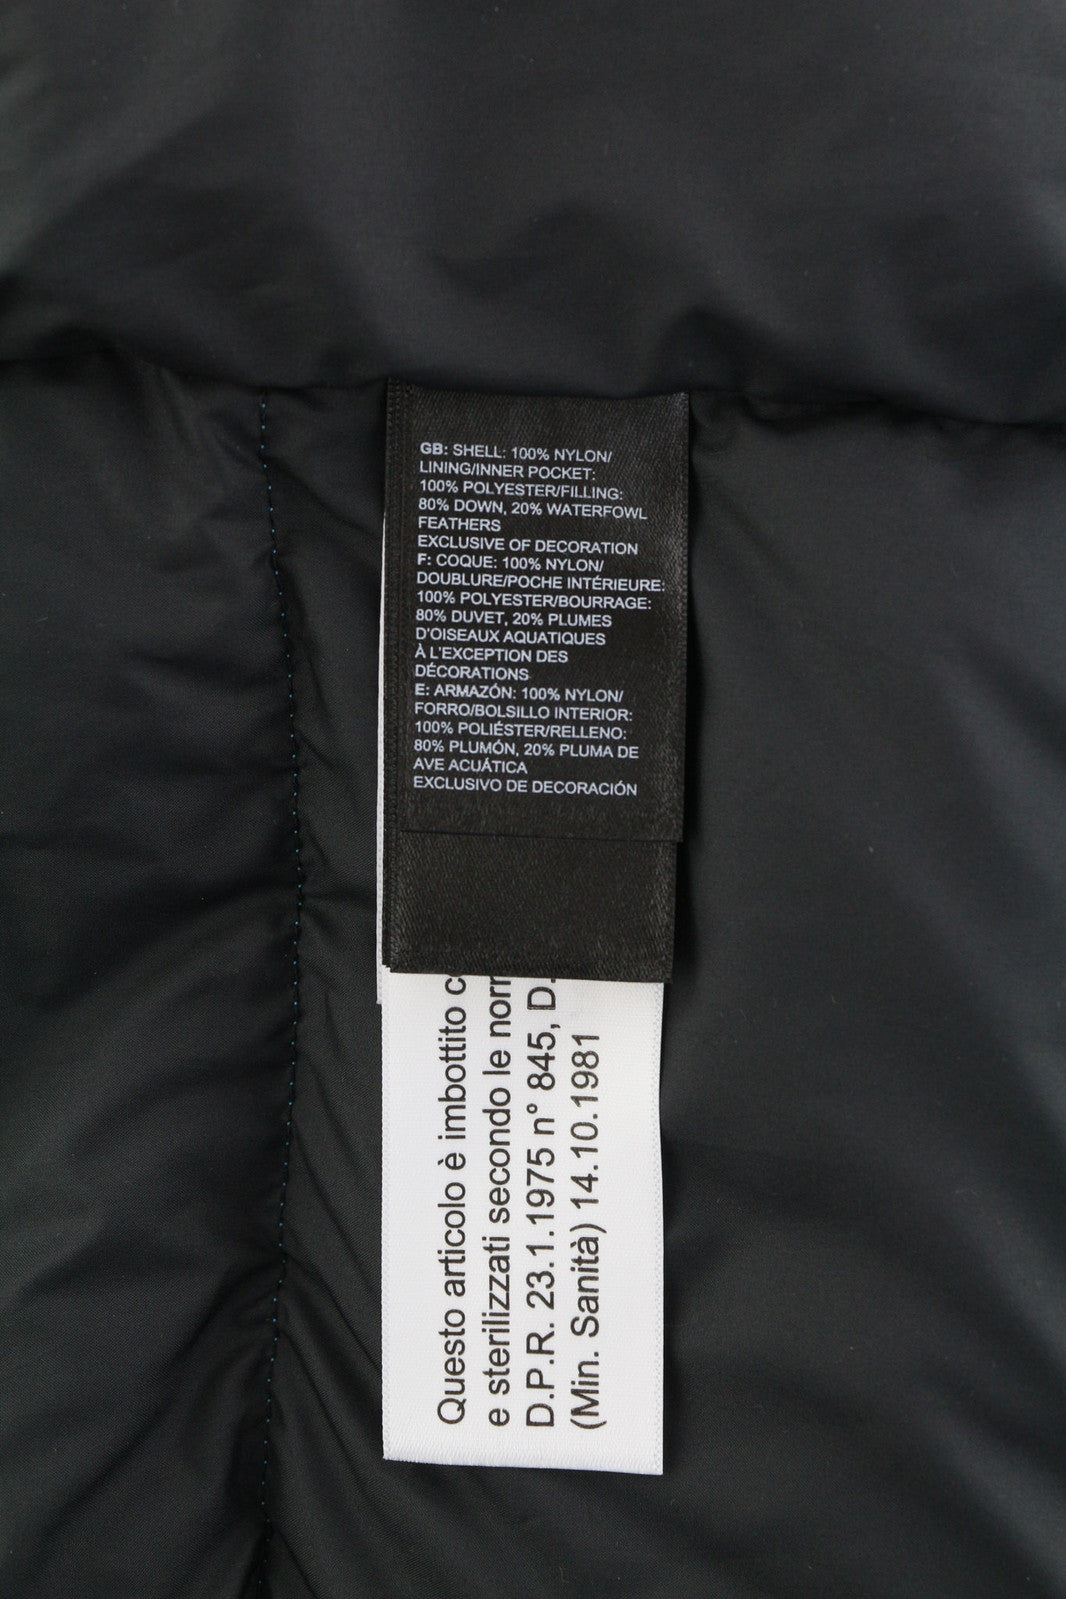 GB: SHELL: 100% NYLON/
LINING/INNER POCKET:
100% POLYESTER/FILLING:
80% DOWN, 20% WATERFOWL
FEATHERS
EXCLUSIVE OF DECORATION
F: COQUE: 100% NYLON/
DOUBLURE/POCHE INTÉRIEURE:
100% POLYESTER/BOURRAGE:
80% DUVET, 20% PLUMES
D'OISEAUX AQUATIQUES
À L'EXCEPTION DES
DÉCORATIONS
E: ARMAZÓN: 100% NYLON/
FORRO/BOLSILLO INTERIOR:
100% POLIÉSTER/RELLENO:
80% PLUMÓN, 20% PLUMA DE
AVE ACUÁTICA
EXCLUSIVO DE DECORACIÓN
Questo articolo è imbottito
e sterilizzati secondo le
D.P.R. 23.1.1975 n° 845,
(Min. Sanità) 14.10.1981